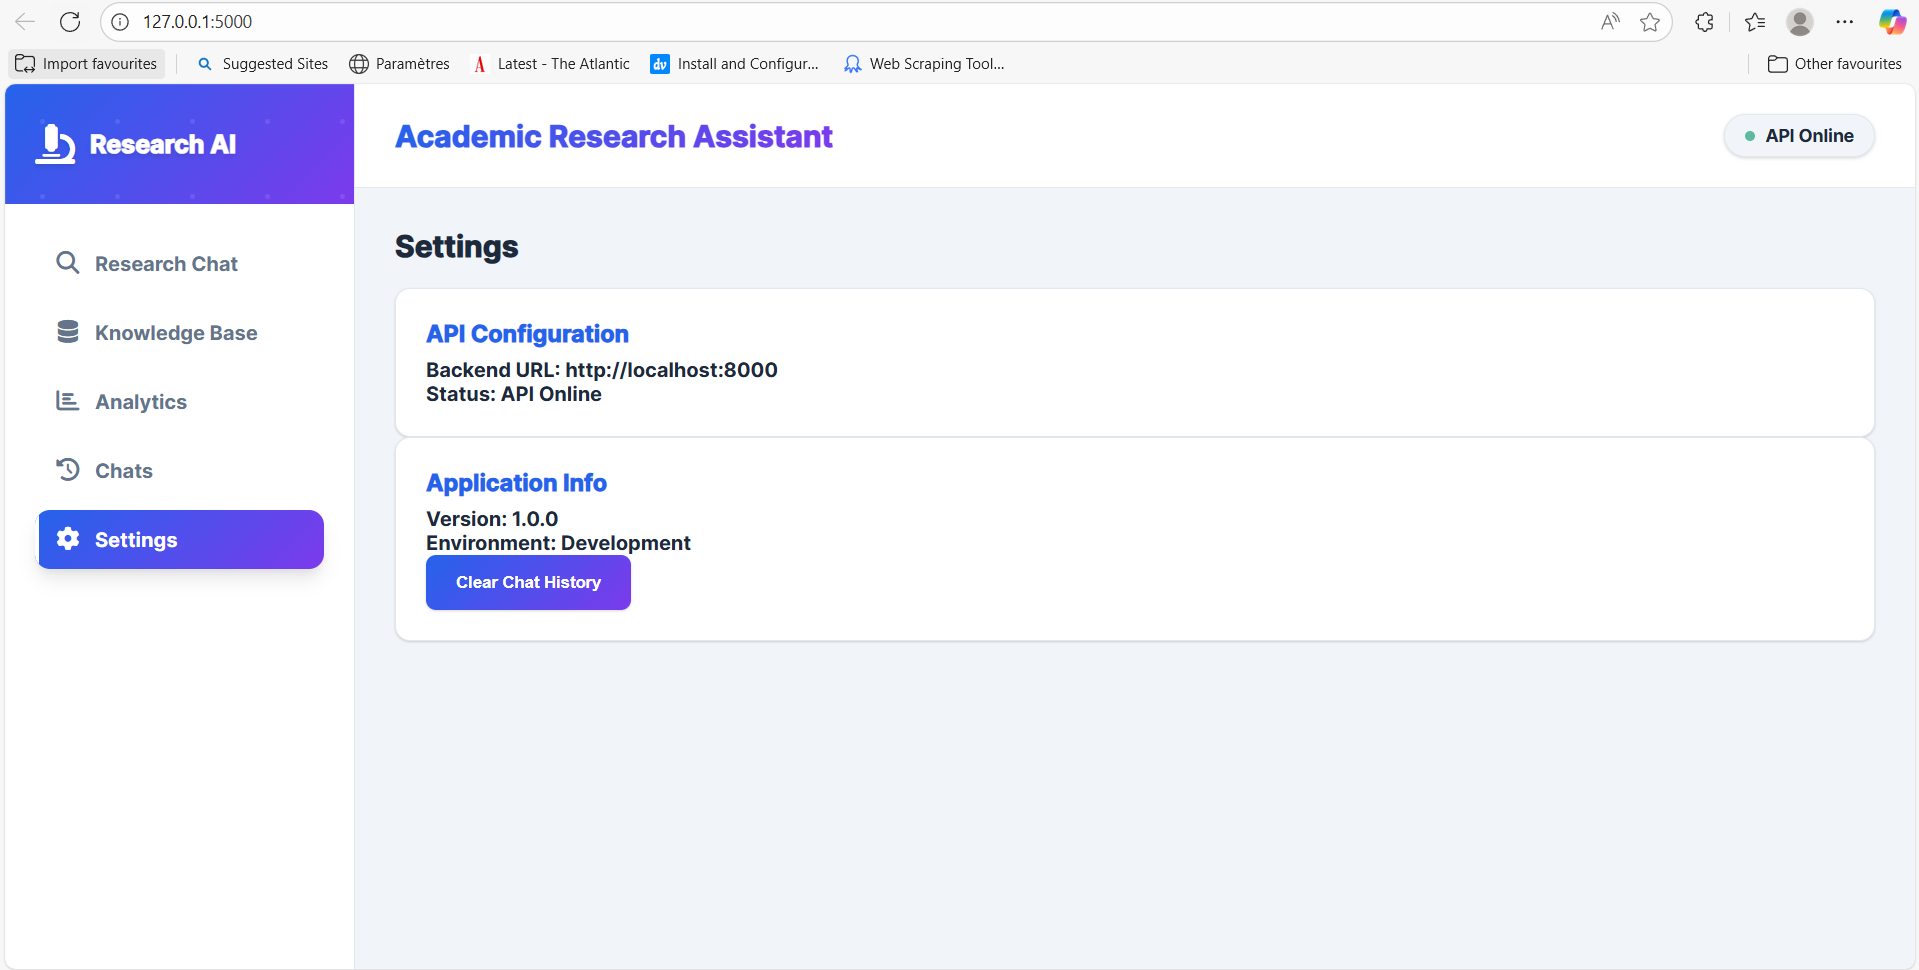 127.0.0.1:5000
Import favourites
Suggested Sites
Paramètres
Latest - The Atlantic
Install and Configur...
Web Scraping Tool...
Other favourites
Research AI
Academic Research Assistant
API Online
Research Chat
Knowledge Base
Analytics
Chats
Settings
Settings
API Configuration
Backend URL: http://localhost:8000
Status: API Online
Application Info
Version: 1.0.0
Environment: Development
Clear Chat History